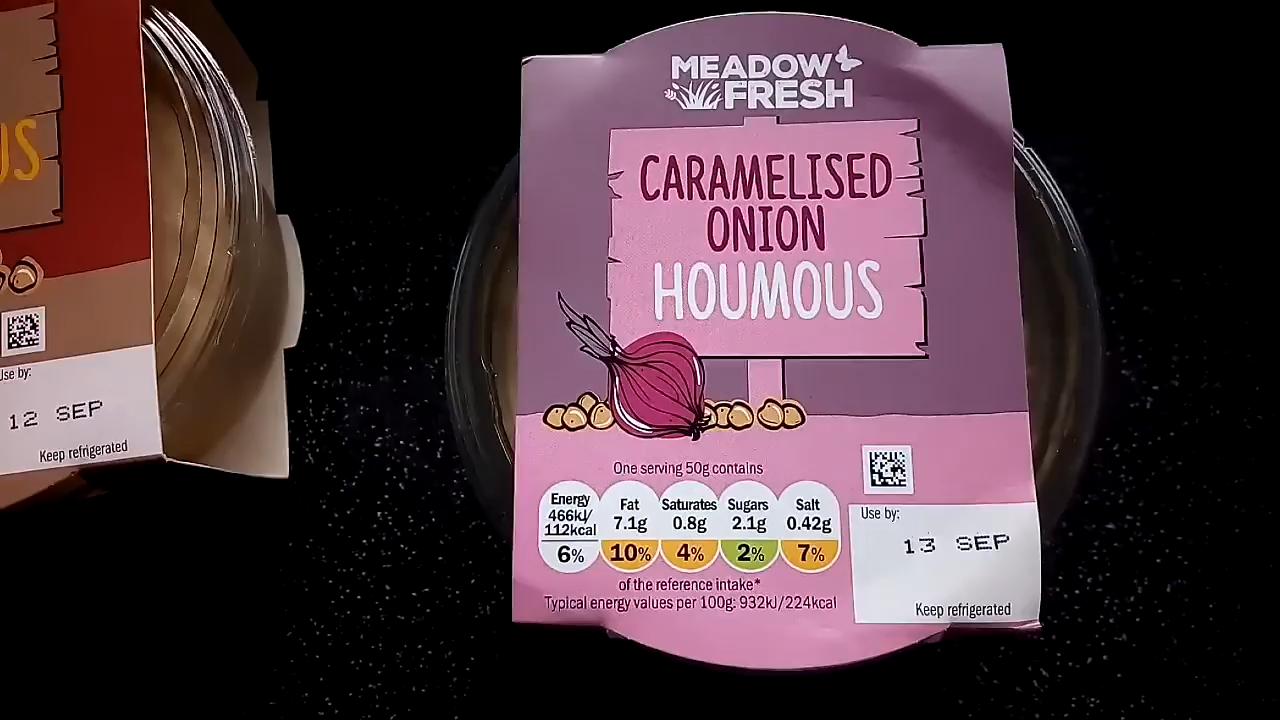 US
Use by:
12 SEP
Keep refrigerated
MEADOW
FRESH
CARAMELISED
ONION
HOUMOUS
One serving 50g contains
Energy
466kJ/
112kcal
6%
Fat
7.1g
10%
Saturates
0.8g
4%
Sugars
2.1g
2%
Salt
0.42g
7%
of the reference intake*
Typical energy values per 100g: 932kJ/224kcal
Use by:
13 SEP
Keep refrigerated